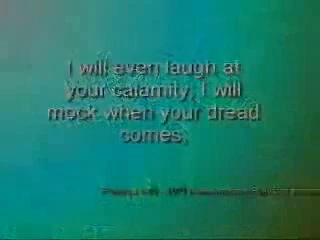 I will even laugh at
your calamity; I will
mock when your dread
comes,